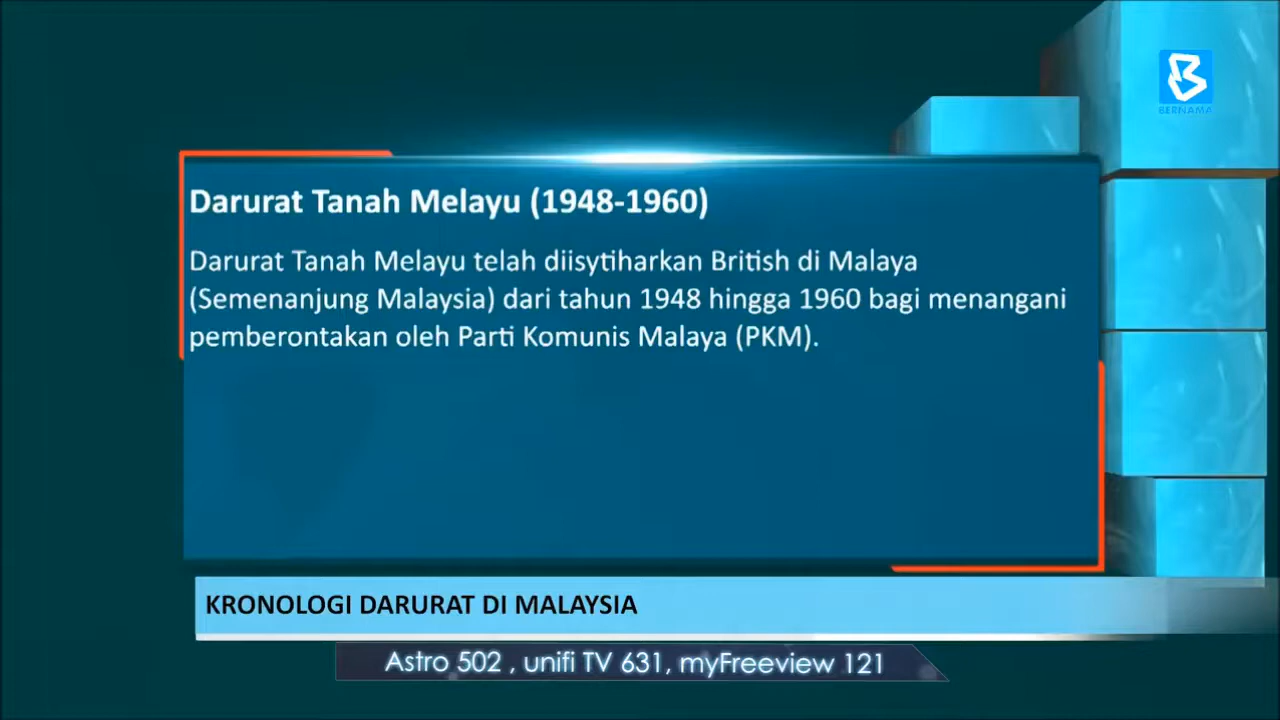 BERNAMA
Darurat Tanah Melayu (1948-1960)
Darurat Tanah Melayu telah diisytiharkan British di Malaya
(Semenanjung Malaysia) dari tahun 1948 hingga 1960 bagi menangani
pemberontakan oleh Parti Komunis Malaya (PKM).
KRONOLOGI DARURAT DI MALAYSIA
Astro 502 , unifi TV 631, myFreeview 121